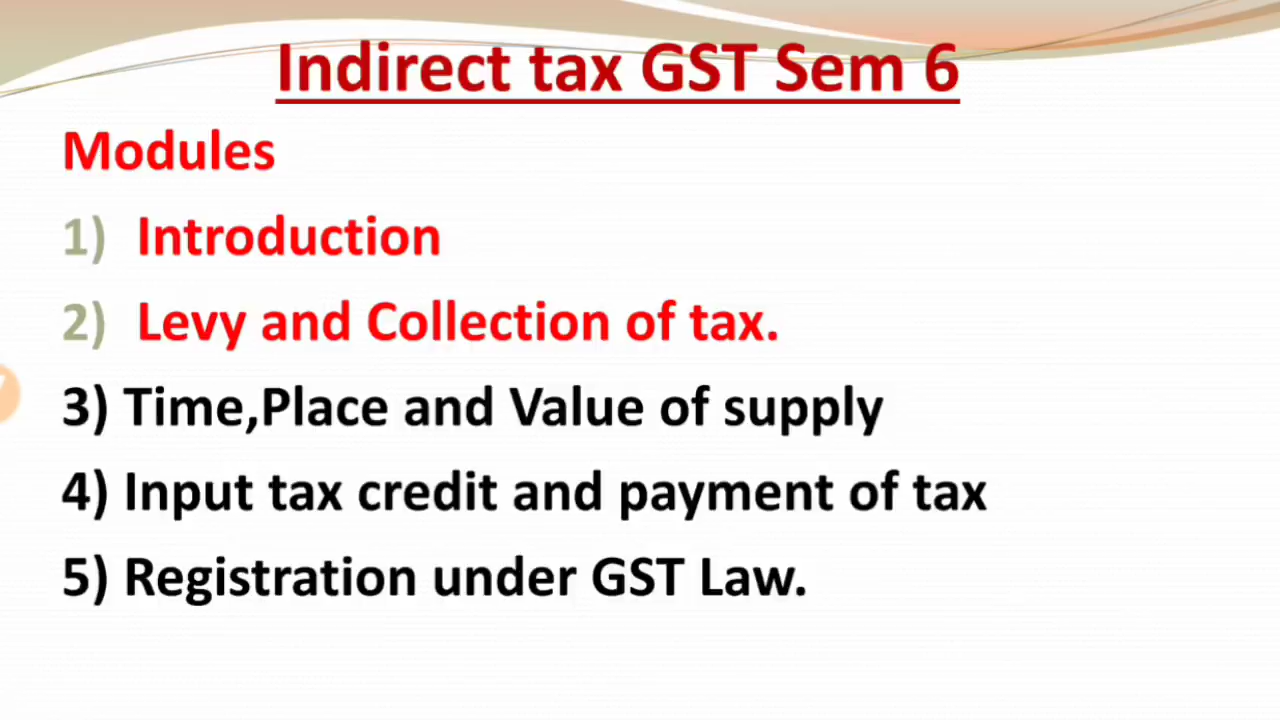 Indirect tax GST Sem 6
Modules
1) Introduction
2) Levy and Collection of tax.
3) Time,Place and Value of supply
4) Input tax credit and payment of tax
5) Registration under GST Law.